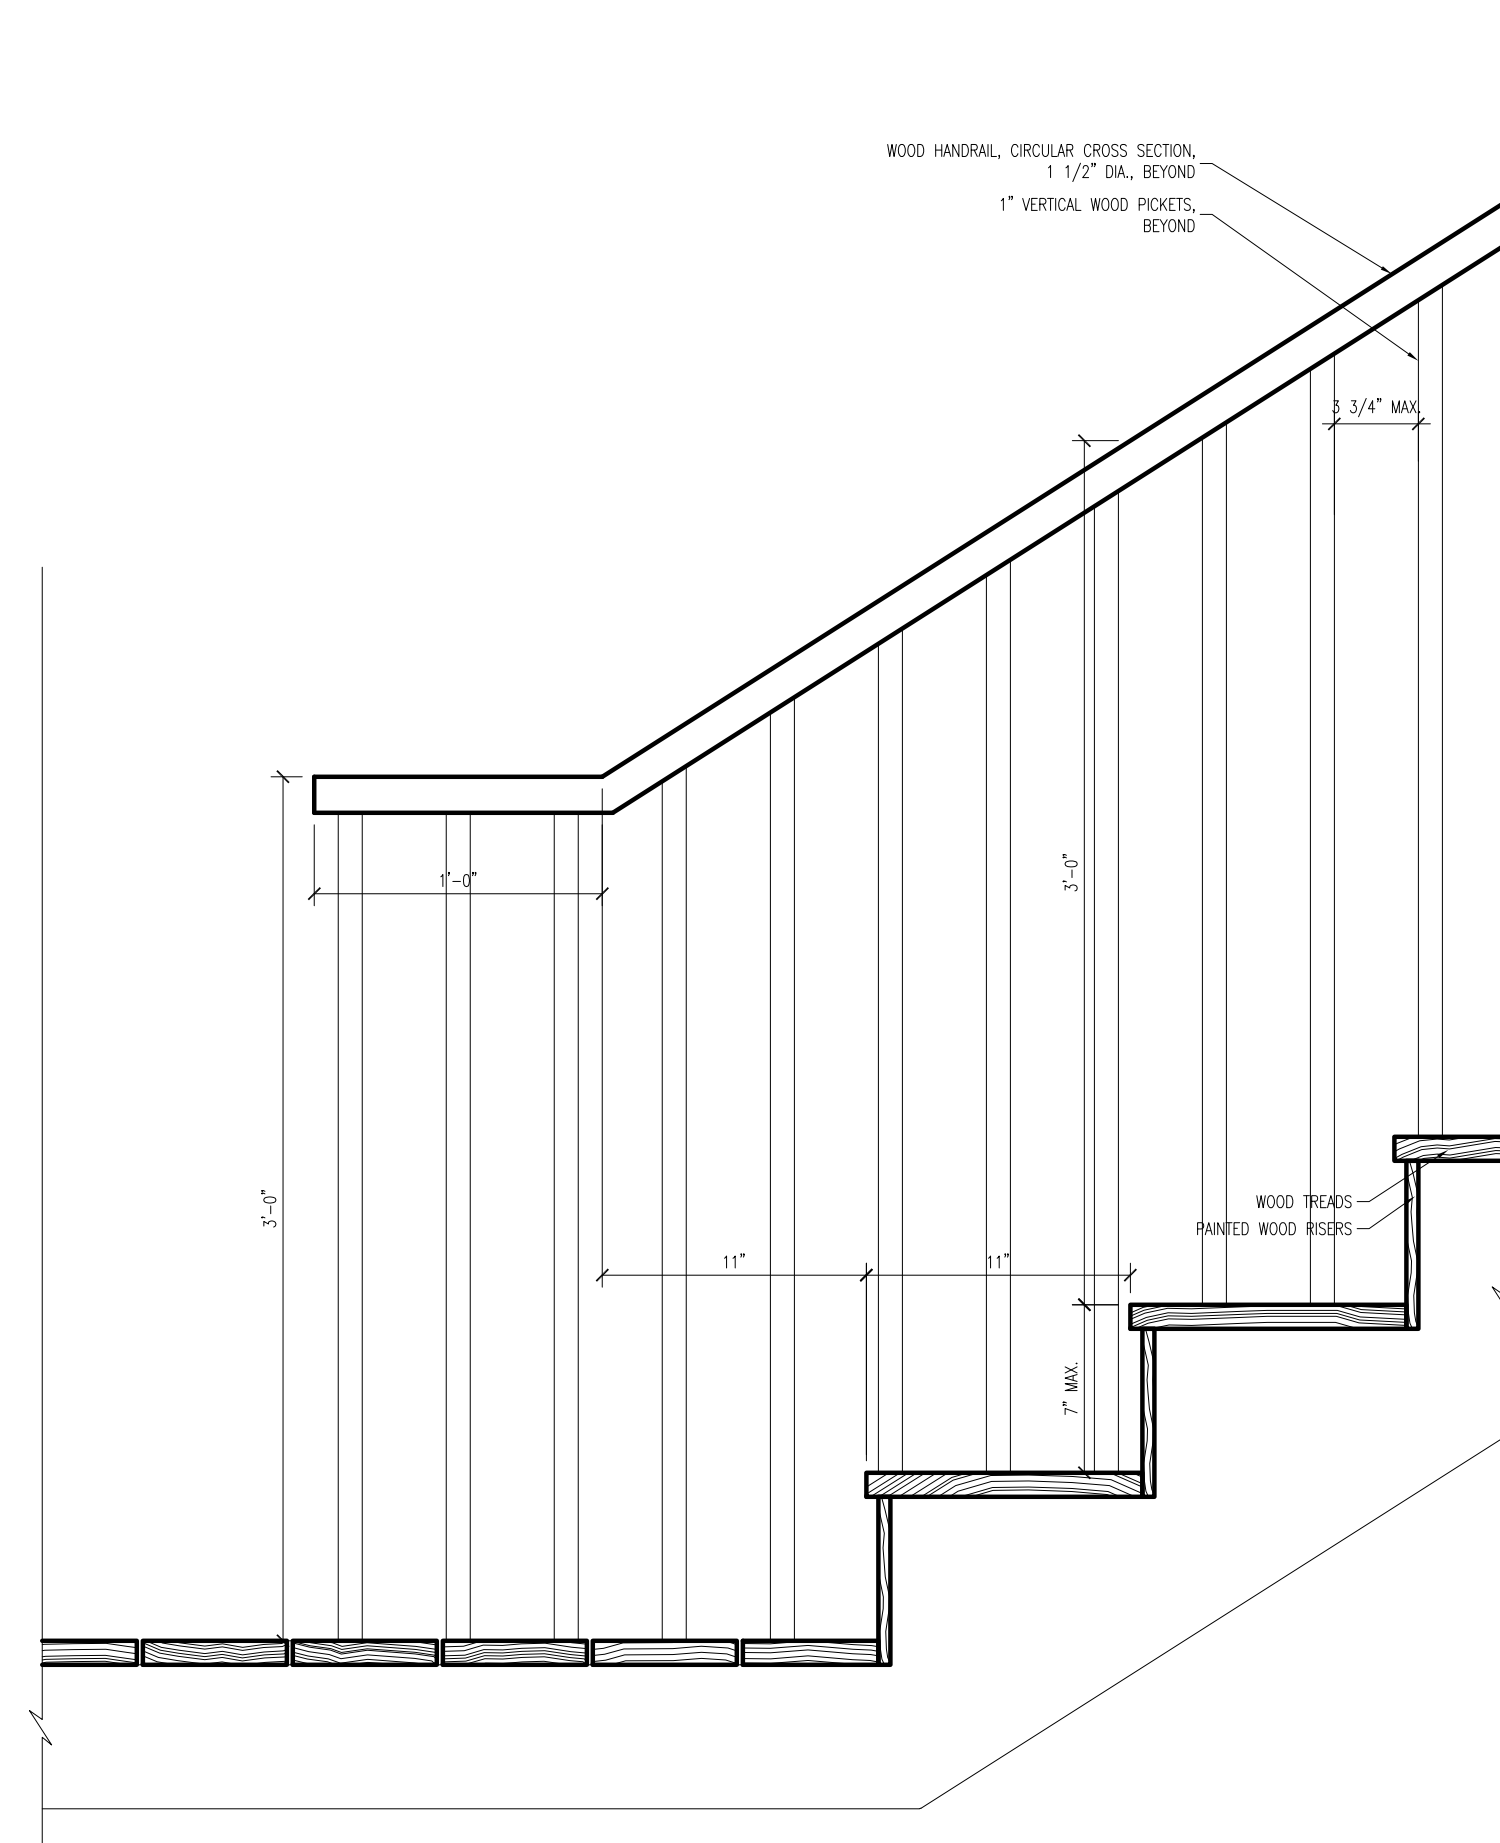 WOOD HANDRAIL, CIRCULAR CROSS SECTION,
1 1/2" DIA., BEYOND
1" VERTICAL WOOD PICKETS,
BEYOND
3 3/4" MAX.
3'-0"
1'-0"
3'-0"
WOOD TREADS
PAINTED WOOD RISERS
11"
11"
7" MAX.